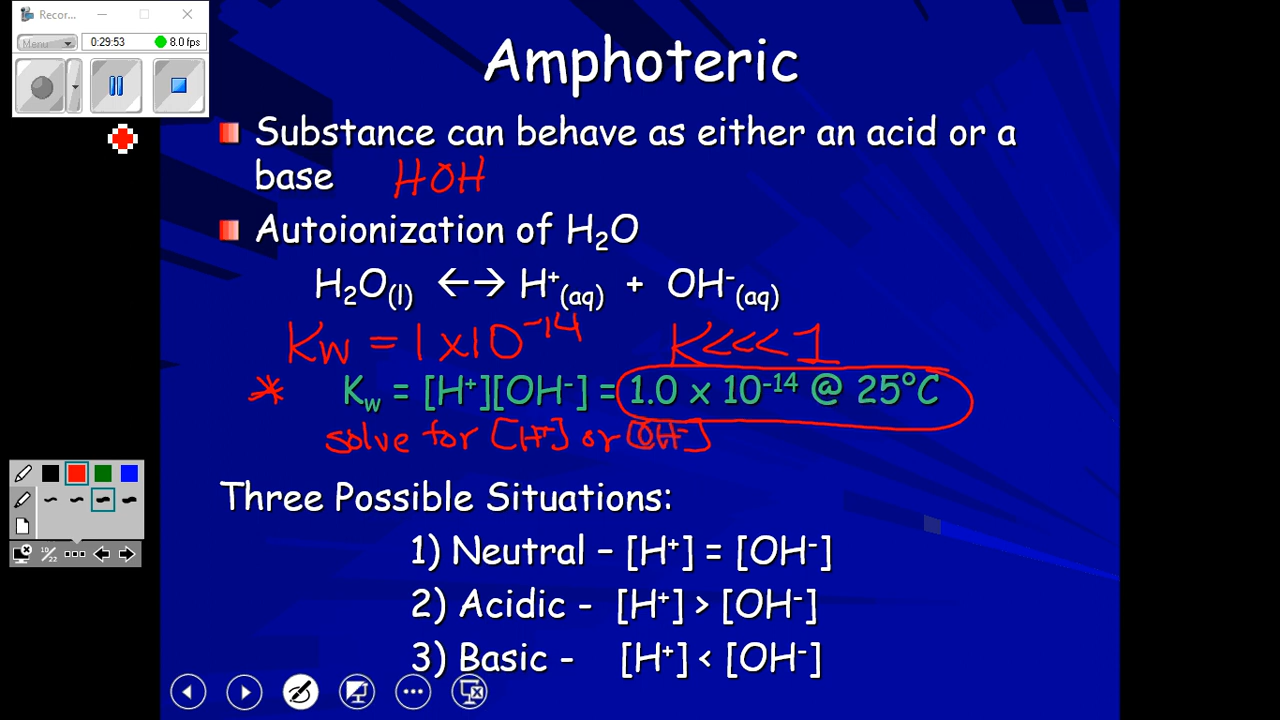 Recor...
Menu
0:29:53
8.0 fps
Amphoteric
Substance can behave as either an acid or a
base HOH
Autoionization of H₂O
H₂O(l) ←→ H⁺(aq) + OH⁻(aq)
Kw = 1x10⁻¹⁴ K<<<1
* Kw = [H⁺][OH⁻] = 1.0 x 10⁻¹⁴ @ 25°C
solve for [H⁺] or [OH⁻]
Three Possible Situations:
1) Neutral – [H⁺] = [OH⁻]
2) Acidic - [H⁺] > [OH⁻]
3) Basic - [H⁺] < [OH⁻]
10/22